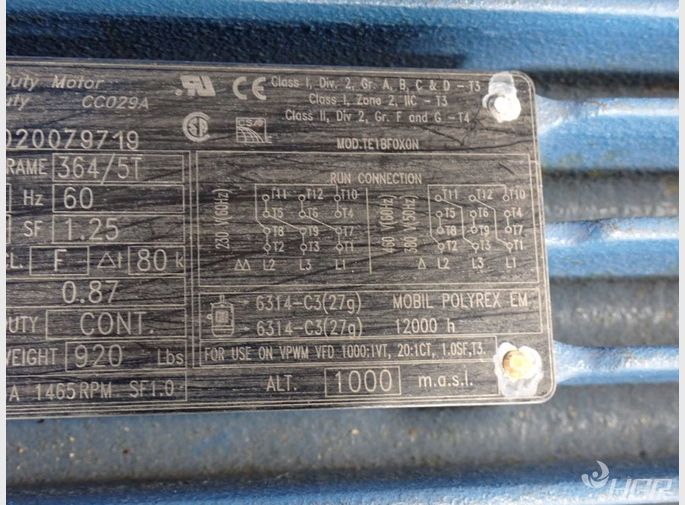 Duty Motor
uty CC029A
Class I, Div. 2, Gr. A, B, C & D - T3
Class I, Zone 2, IIC - T3
Class II, Div 2, Gr. F and G - T4
020079719
MOD.TE1BFOXON
RAME 364/5T
Hz 60
SF 1.25
L. F ΔT 80 k
0.87
DUTY CONT.
WEIGHT 920 Lbs
A 1465RPM SF1.0
RUN CONNECTION
230 V(60Hz)
T11 T12 T10
T5 T6 T4
T8 T9 T7
T2 T3 T1
ΔΔ L2 L3 L1
460 V(60Hz)
380 V(50Hz)
T11 T12 T10
T5 T6 T4
T8 T9 T7
T2 T3 T1
Δ L2 L3 L1
6314-C3(27g) MOBIL POLYREX EM
6314-C3(27g) 12000 h
FOR USE ON VPWM VFD 1000:1VT, 20:1CT, 1.0SF,T3.
ALT. 1000 m.a.s.l.
HGR